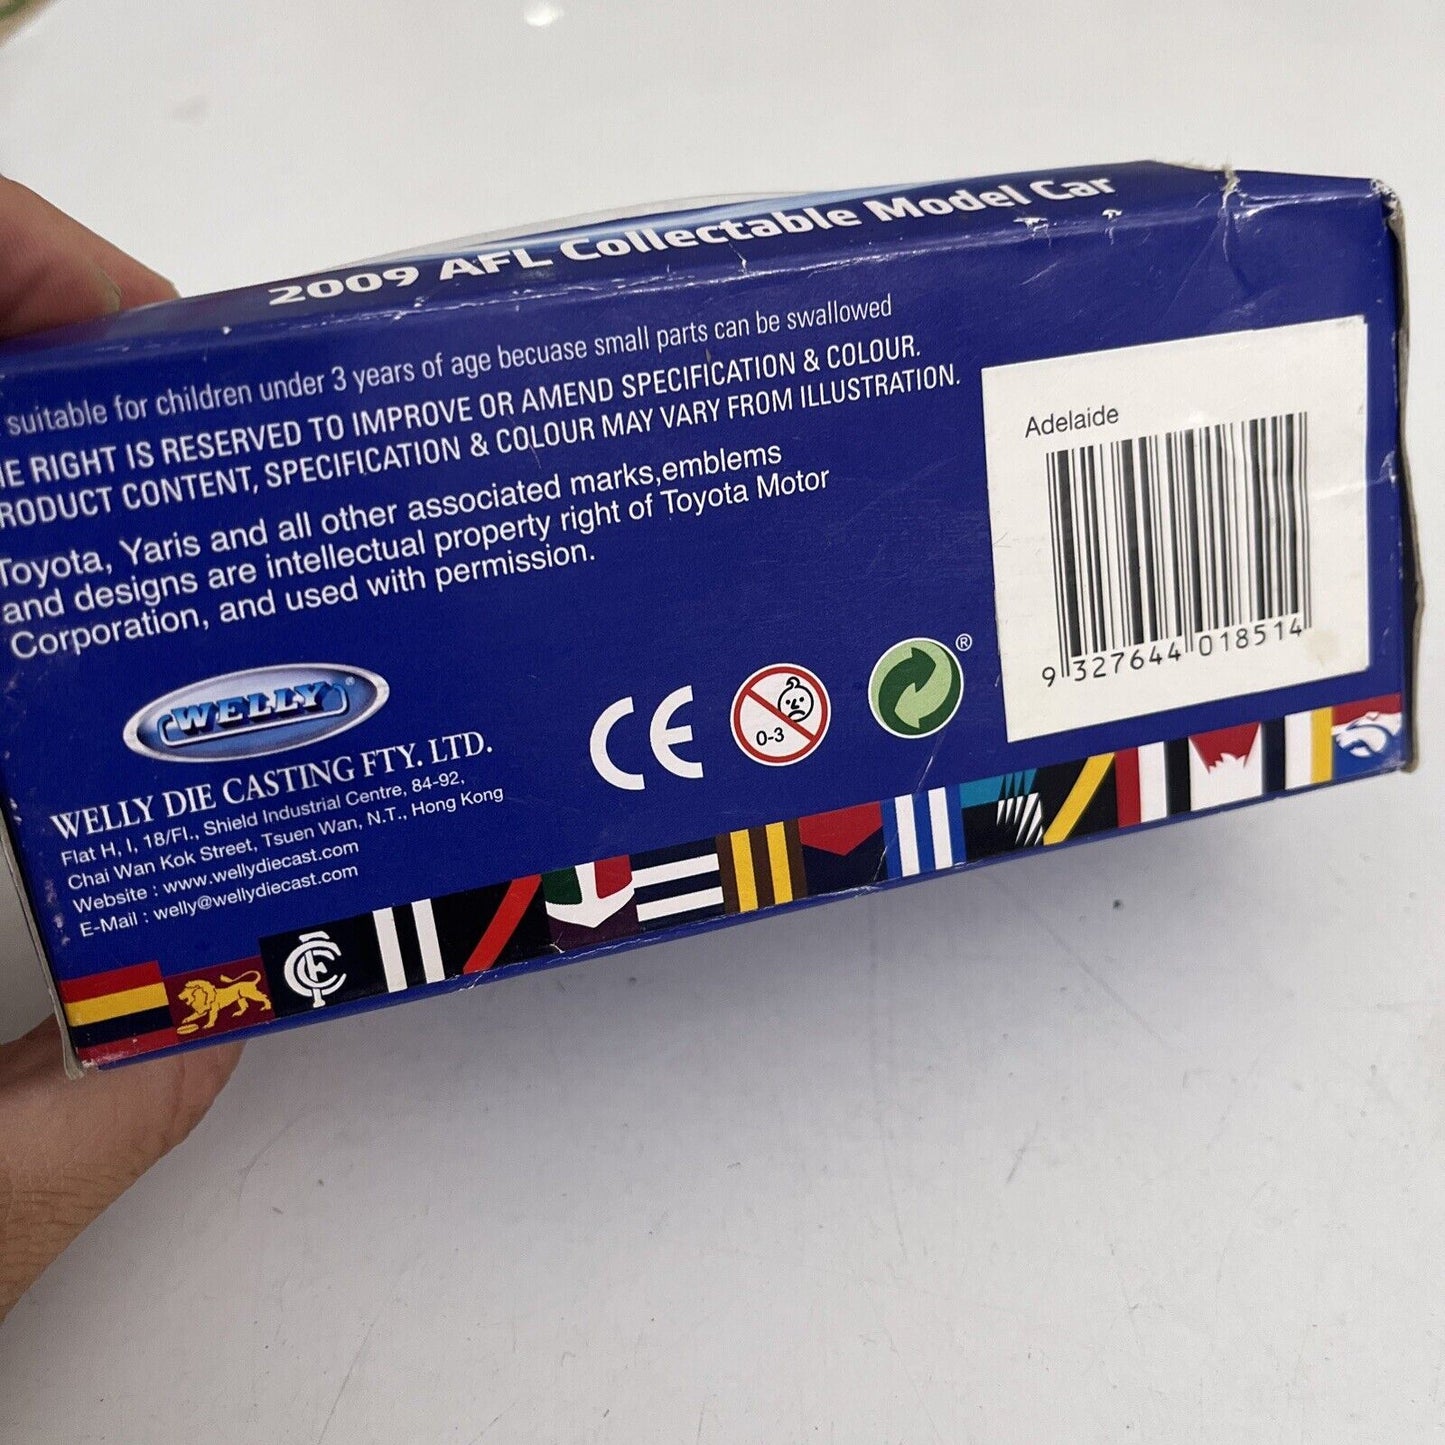 2009 AFL Collectable Model Car
suitable for children under 3 years of age becuase small parts can be swallowed
RIGHT IS RESERVED TO IMPROVE OR AMEND SPECIFICATION & COLOUR.
CONTENT, SPECIFICATION & COLOUR MAY VARY FROM ILLUSTRATION.
Toyota, Yaris and all other associated marks,emblems
and designs are intellectual property right of Toyota Motor
Corporation, and used with permission.
WELLY®
WELLY DIE CASTING FTY. LTD.
Flat H, I, 18/Fl., Shield Industrial Centre, 84-92,
Chai Wan Kok Street, Tsuen Wan, N.T., Hong Kong
Website : www.wellydiecast.com
E-Mail : welly@wellydiecast.com
CE
0-3
®
Adelaide
9 327644 018514
CFC